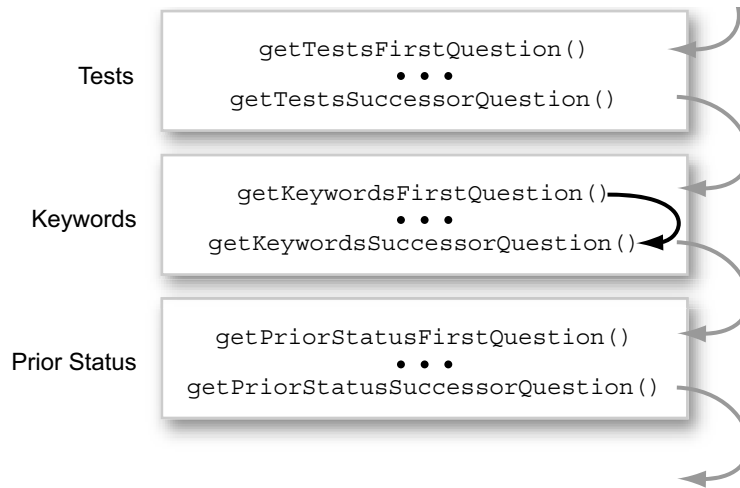 getTestsFirstQuestion()
• • •
Tests
getTestsSuccessorQuestion()
getKeywordsFirstQuestion()
Keywords
• • •
getKeywordsSuccessorQuestion()
getPriorStatusFirstQuestion()
Prior Status
• • •
getPriorStatusSuccessorQuestion()